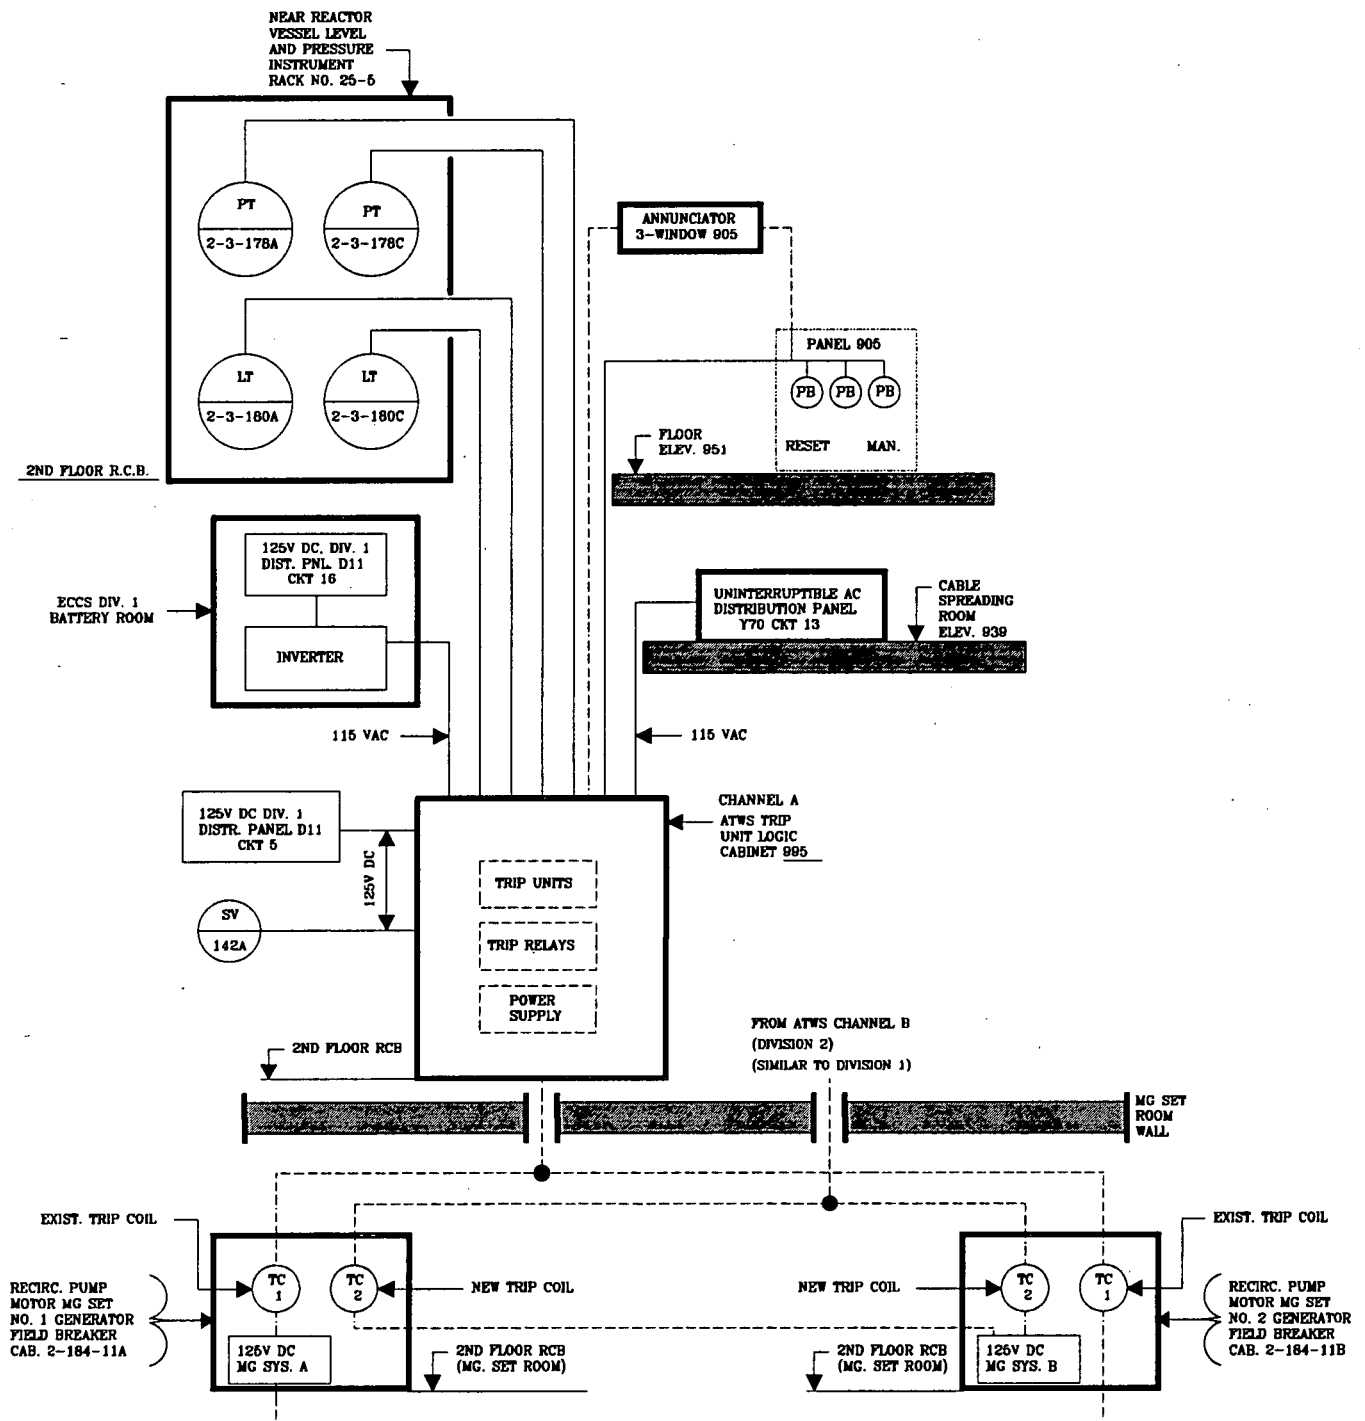 NEAR REACTOR
VESSEL LEVEL
AND PRESSURE
INSTRUMENT
RACK NO. 25-5
PT
2-3-178A
PT
2-3-178C
LT
2-3-180A
LT
2-3-180C
2ND FLOOR R.C.B.
ANNUNCIATOR
3-WINDOW 905
PANEL 905
PB
PB
PB
RESET
MAN.
FLOOR
ELEV. 951
125V DC, DIV. 1
DIST. PNL. D11
CKT 16
INVERTER
ECCS DIV. 1
BATTERY ROOM
UNINTERRUPTIBLE AC
DISTRIBUTION PANEL
Y70 CKT 13
CABLE
SPREADING
ROOM
ELEV. 939
115 VAC
115 VAC
125V DC DIV. 1
DISTR. PANEL D11
CKT 5
125V DC
SV
142A
CHANNEL A
ATWS TRIP
UNIT LOGIC
CABINET 995
TRIP UNITS
TRIP RELAYS
POWER
SUPPLY
2ND FLOOR RCB
FROM ATWS CHANNEL B
(DIVISION 2)
(SIMILAR TO DIVISION 1)
MG SET
ROOM
WALL
EXIST. TRIP COIL
TC
1
TC
2
NEW TRIP COIL
RECIRC. PUMP
MOTOR MG SET
NO. 1 GENERATOR
FIELD BREAKER
CAB. 2-184-11A
125V DC
MG SYS. A
2ND FLOOR RCB
(MG. SET ROOM)
NEW TRIP COIL
TC
2
TC
1
EXIST. TRIP COIL
2ND FLOOR RCB
(MG. SET ROOM)
125V DC
MG SYS. B
RECIRC. PUMP
MOTOR MG SET
NO. 2 GENERATOR
FIELD BREAKER
CAB. 2-184-11B